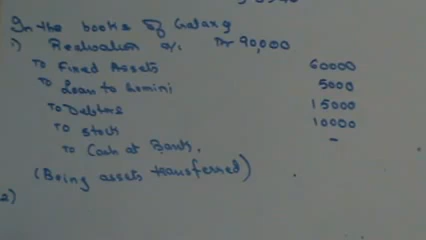 In the books of Galaxy
1) Realisation a/c Dr 90,000
To Fixed Assets 60000
To Loan to Gemini 5000
To Debtors 15000
To Stock 10000
To Cash at Bank. -
(Being assets transferred)
2)